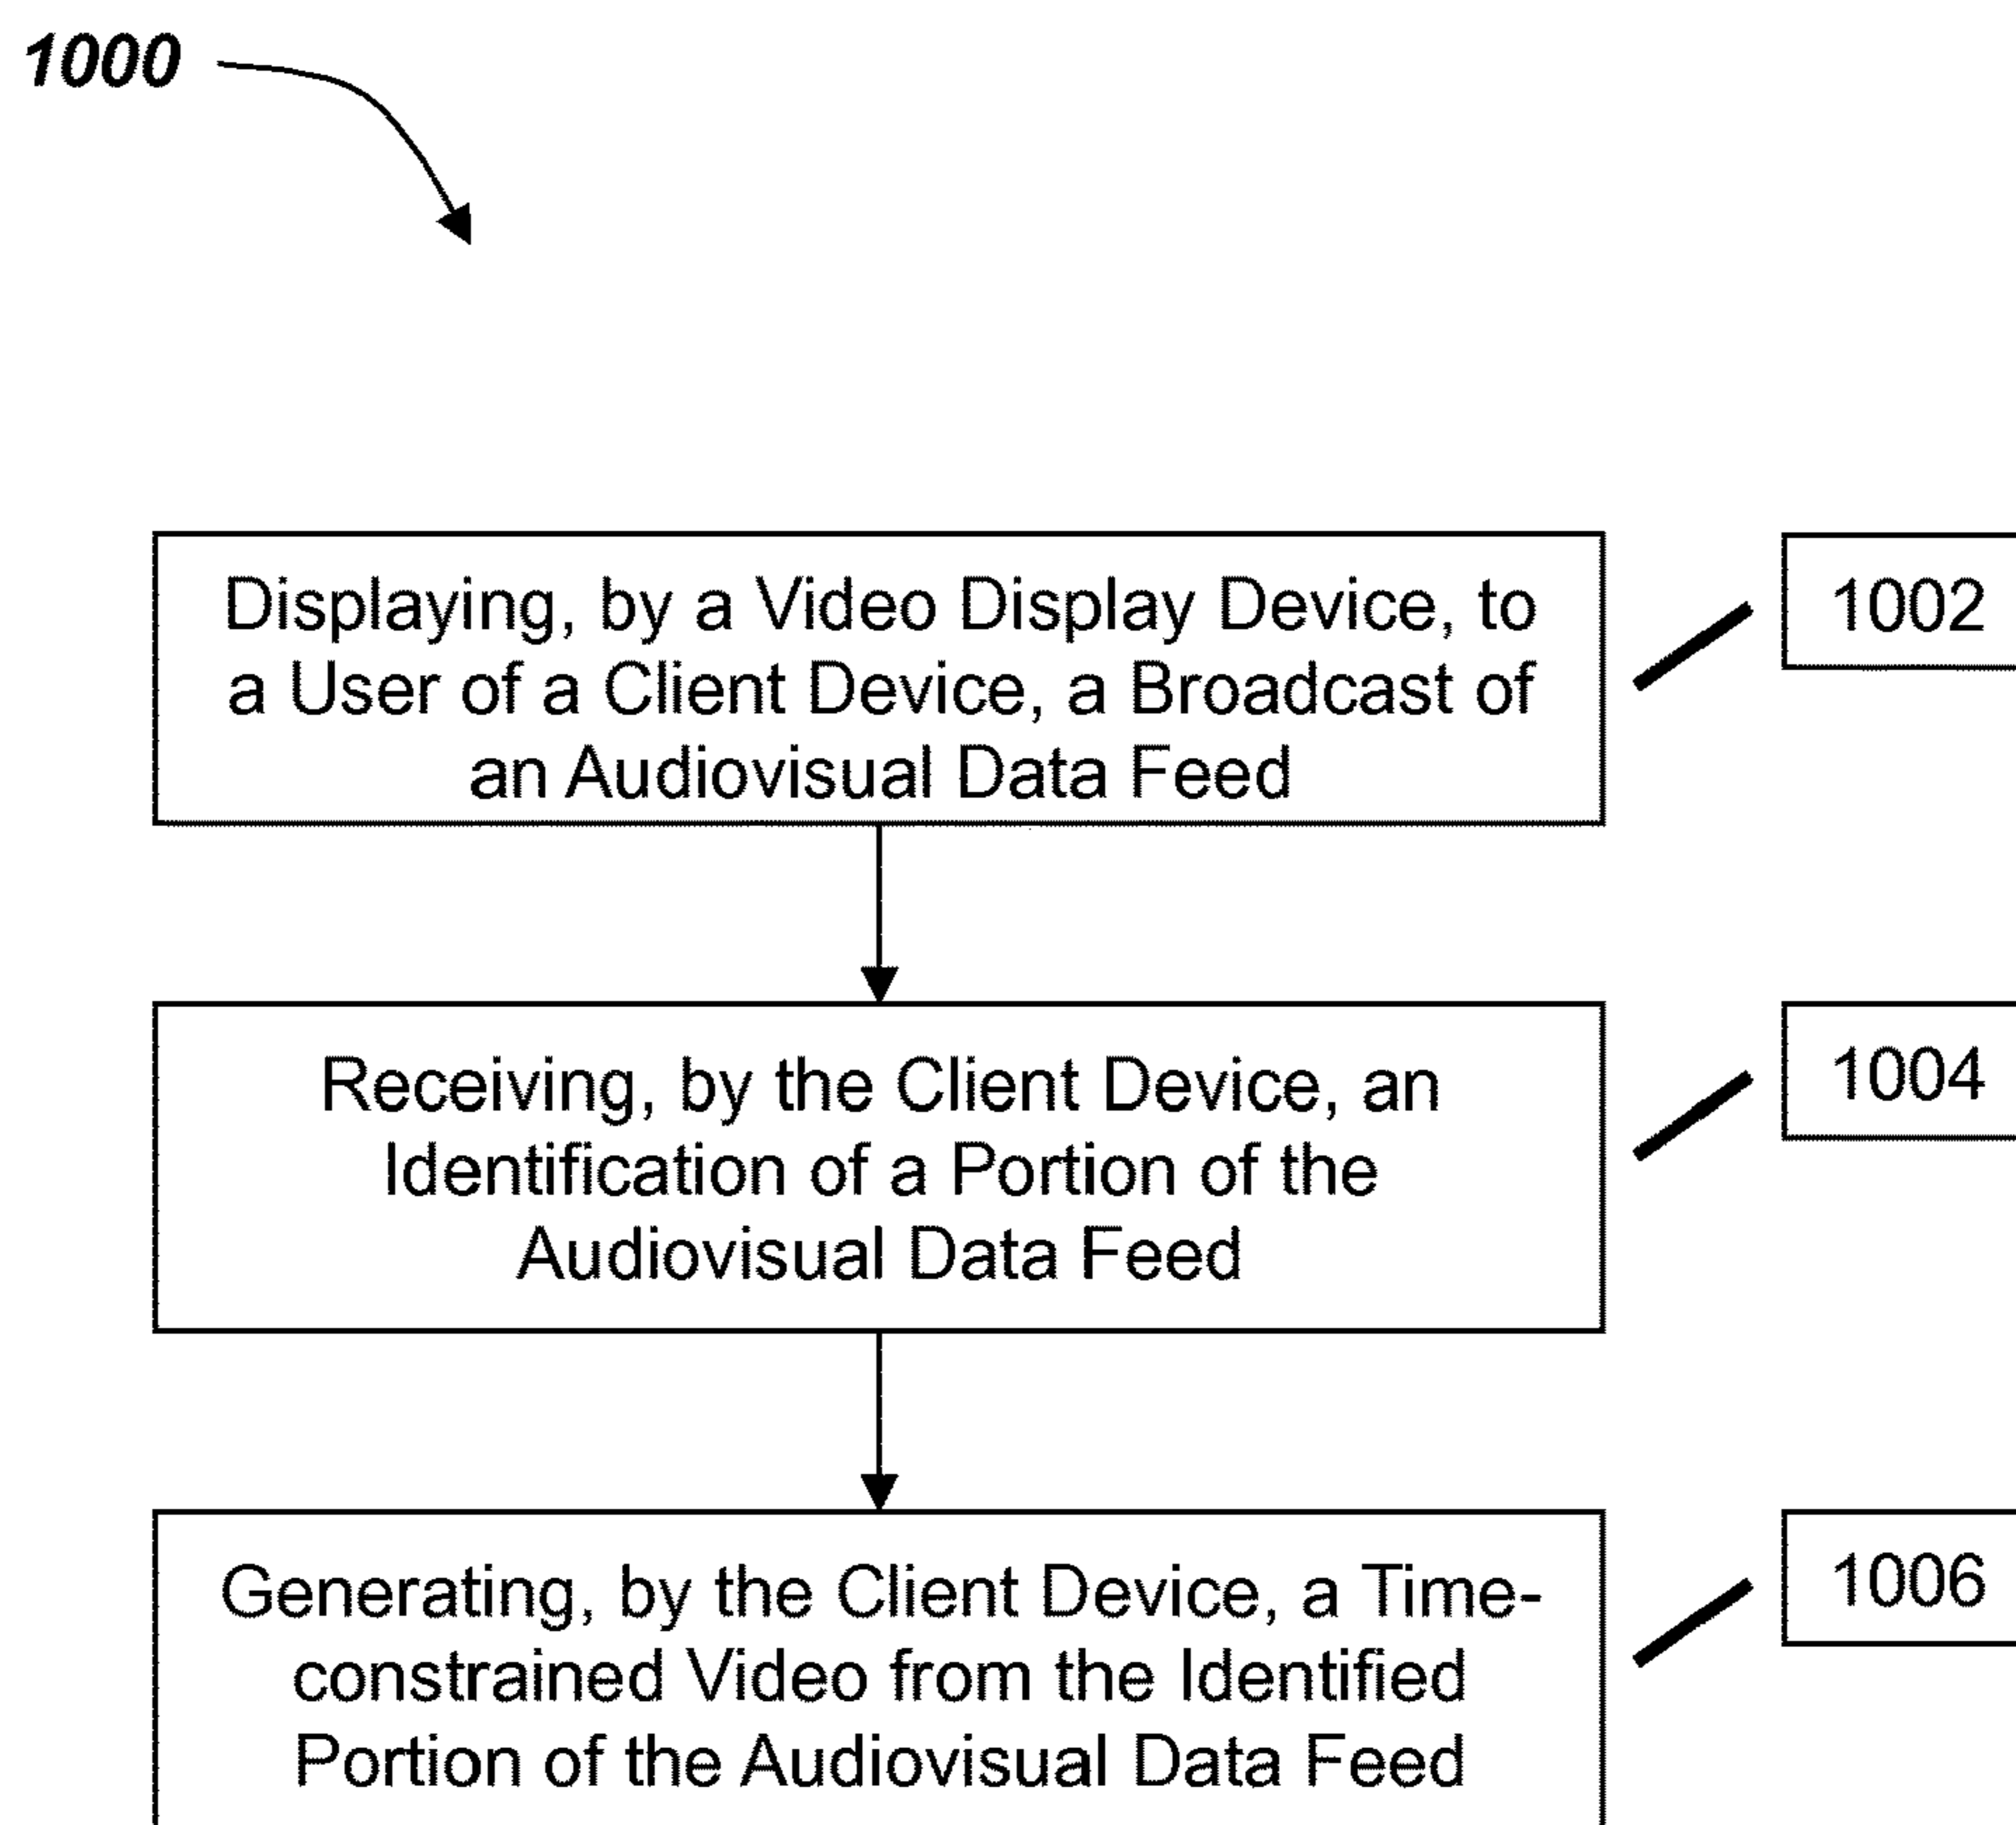 1000
Displaying, by a Video Display Device, to
a User of a Client Device, a Broadcast of
an Audiovisual Data Feed
1002
Receiving, by the Client Device, an
Identification of a Portion of the
Audiovisual Data Feed
1004
Generating, by the Client Device, a Time-
constrained Video from the Identified
Portion of the Audiovisual Data Feed
1006